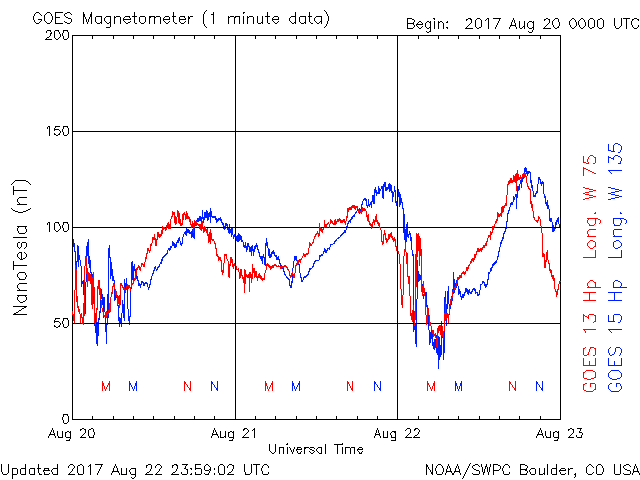 GOES Magnetometer (1 minute data)
Begin: 2017 Aug 20 0000 UTC
200
150
100
50
0
NanoTesla (nT)
M M N N M M N N M M N N
Aug 20 Aug 21 Aug 22 Aug 23
Universal Time
GOES 13 Hp Long. W 75
GOES 15 Hp Long. W 135
Updated 2017 Aug 22 23:59:02 UTC
NOAA/SWPC Boulder, CO USA